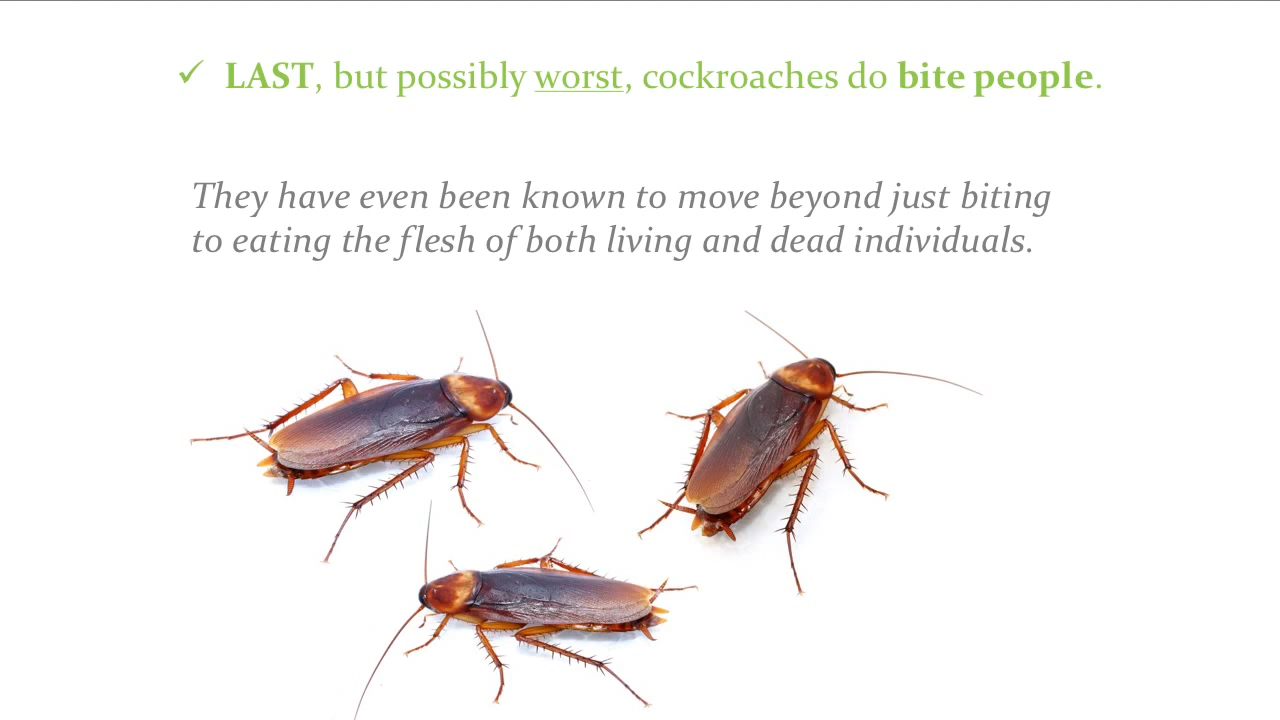 ✓ LAST, but possibly worst, cockroaches do bite people.
They have even been known to move beyond just biting
to eating the flesh of both living and dead individuals.